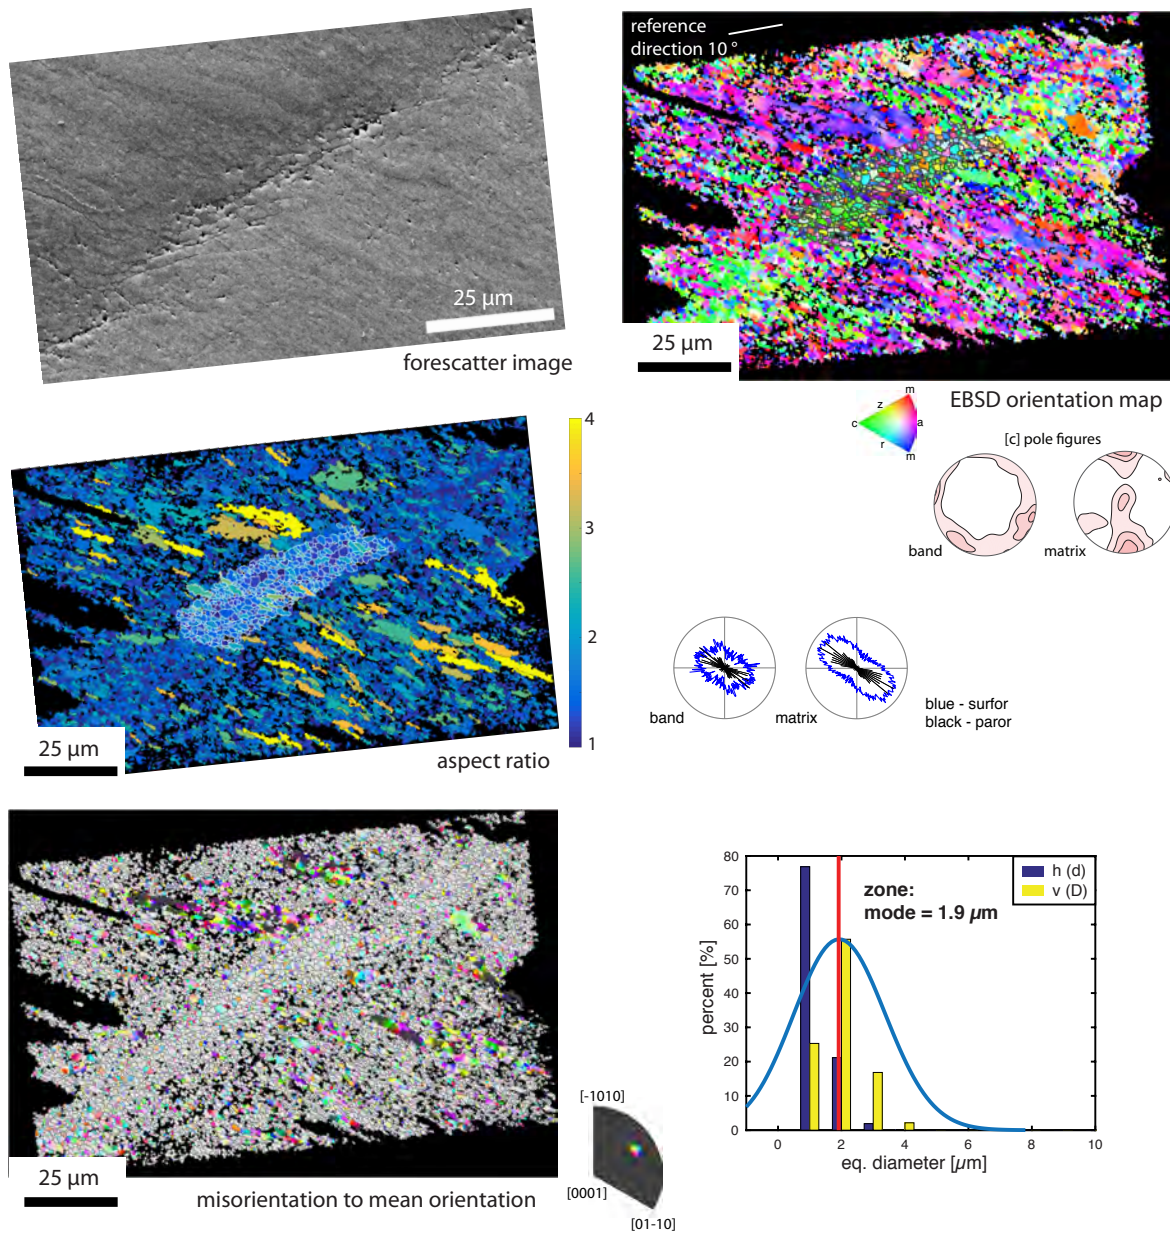 25 µm
forescatter image
reference
direction 10 °
25 µm
EBSD orientation map
m
z
c
a
r
m
[c] pole figures
band
matrix
4
3
2
1
25 µm
aspect ratio
band
matrix
blue - surfor
black - paror
25 µm
misorientation to mean orientation
[-1010]
[0001]
[01-10]
80
70
60
50
40
30
20
10
0
percent [%]
zone:
mode = 1.9 µm
h (d)
v (D)
0 2 4 6 8 10
eq. diameter [µm]